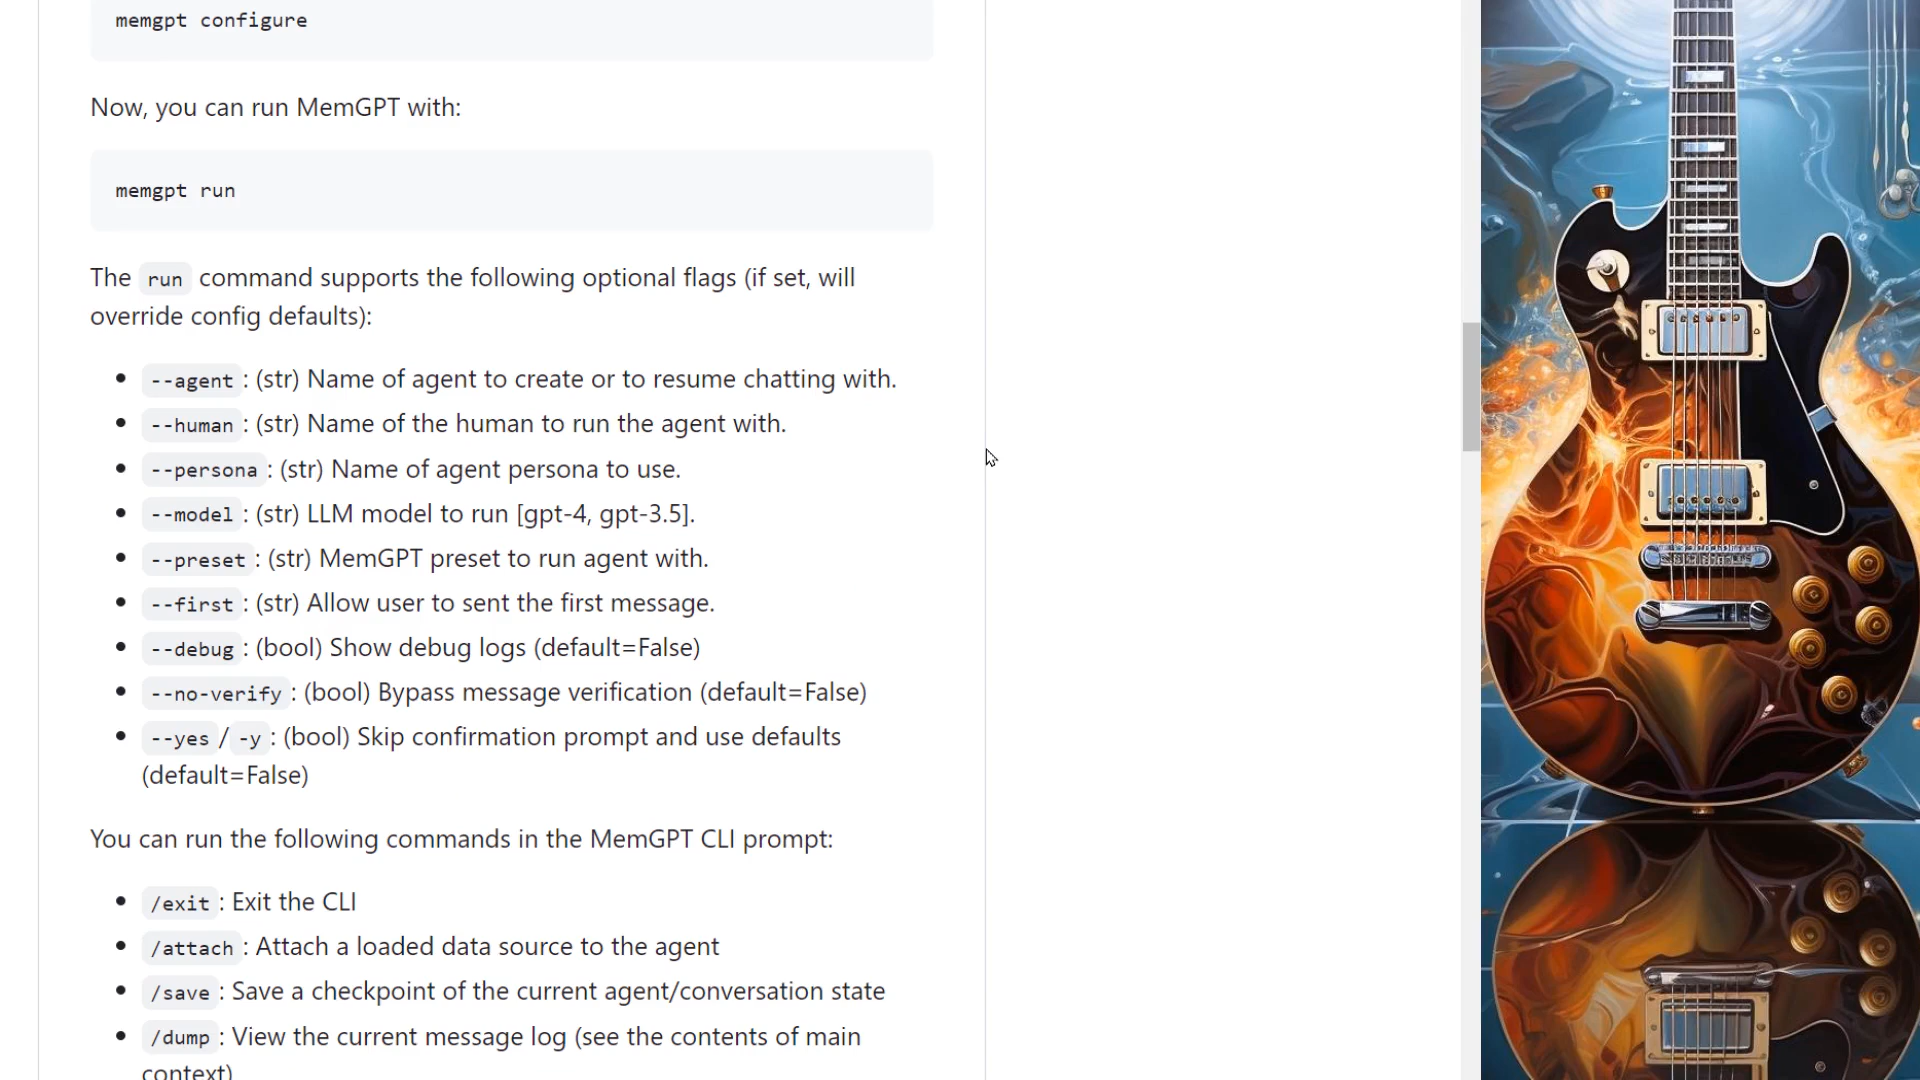 memgpt configure
Now, you can run MemGPT with:
memgpt run
The run command supports the following optional flags (if set, will
override config defaults):
• --agent: (str) Name of agent to create or to resume chatting with.
• --human: (str) Name of the human to run the agent with.
• --persona: (str) Name of agent persona to use.
• --model: (str) LLM model to run [gpt-4, gpt-3.5].
• --preset: (str) MemGPT preset to run agent with.
• --first: (str) Allow user to sent the first message.
• --debug: (bool) Show debug logs (default=False)
• --no-verify: (bool) Bypass message verification (default=False)
• --yes/-y: (bool) Skip confirmation prompt and use defaults
(default=False)
You can run the following commands in the MemGPT CLI prompt:
• /exit: Exit the CLI
• /attach: Attach a loaded data source to the agent
• /save: Save a checkpoint of the current agent/conversation state
• /dump: View the current message log (see the contents of main
context)